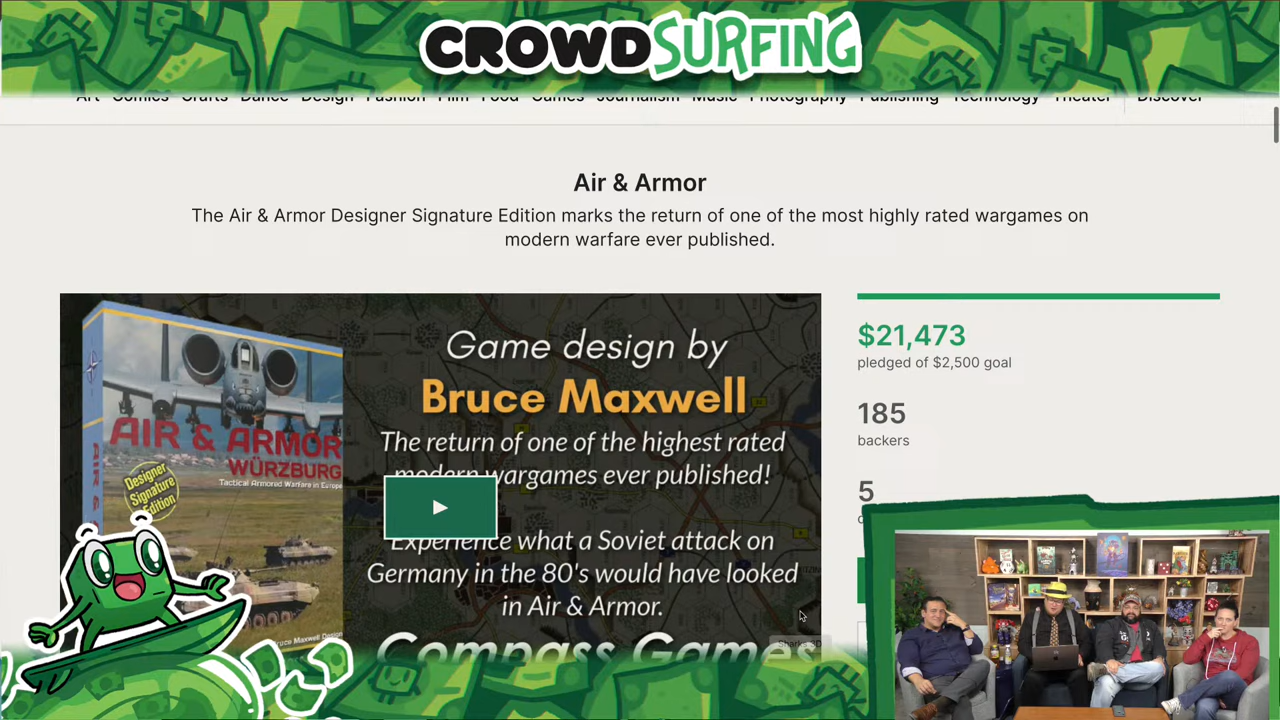 CROWDSURFING
Art Comics Crafts Dance Design Fashion Film Food Games Journalism Music Photography Publishing Technology Theater Discover
Air & Armor
The Air & Armor Designer Signature Edition marks the return of one of the most highly rated wargames on
modern warfare ever published.
AIR & ARMOR
WÜRZBURG
Tactical Armored Warfare in Europe
Designer
Signature
Edition
Bruce Maxwell Design
AIR &
Game design by
Bruce Maxwell
The return of one of the highest rated
modern wargames ever published!
Experience what a Soviet attack on
Germany in the 80's would have looked
in Air & Armor.
Compass Games
$21,473
pledged of $2,500 goal
185
backers
5